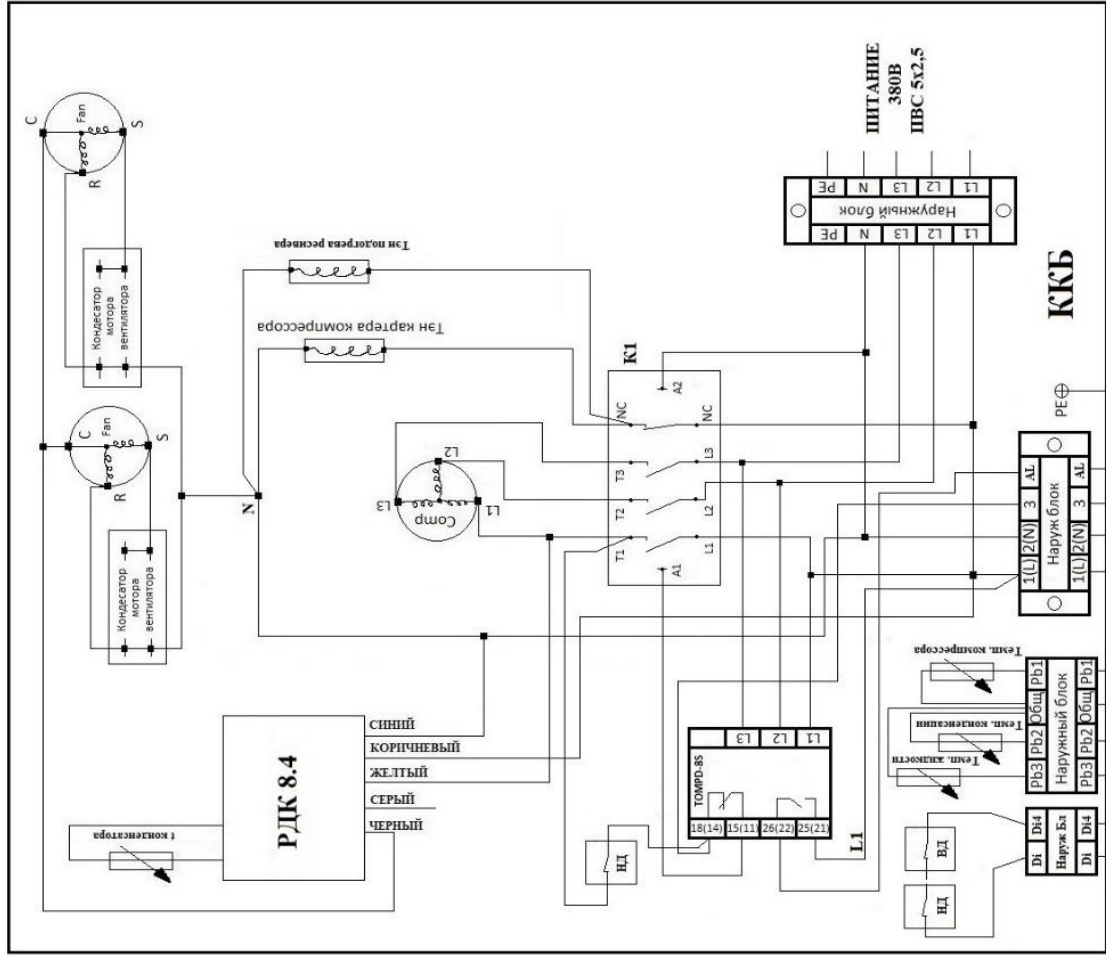 C
Fan
S
R
Кондесатор
мотора
вентилятора
C
Fan
S
R
Кондесатор
мотора
вентилятора
N
Тэн подогрева ресивера
Тэн картера компрессора
Comp
L1
L2
L3
K1
A1
T1
T2
T3
NC
A2
L1
L2
L3
NC
ПИТАНИЕ
380В
ПВС 5х2,5
PE
N
L3
L2
L1
Наружный блок
PE
N
L3
L2
L1
ККБ
PE
РДК 8.4
СИНИЙ
КОРИЧНЕВЫЙ
ЖЕЛТЫЙ
СЕРЫЙ
ЧЕРНЫЙ
t конденсатора
НД
TOMPD-8S
L3
L2
L1
18(14)
15(11)
26(22)
25(21)
L1
1(L)
2(N)
3
AL
Наруж блок
1(L)
2(N)
3
AL
Темп. компрессора
Темп. конденсации
Темп. жидкости
Pb3
Pb2
Общ
Pb1
Наружный блок
Pb3
Pb2
Общ
Pb1
НД
ВД
Di
Di4
Наруж Бл
Di
Di4